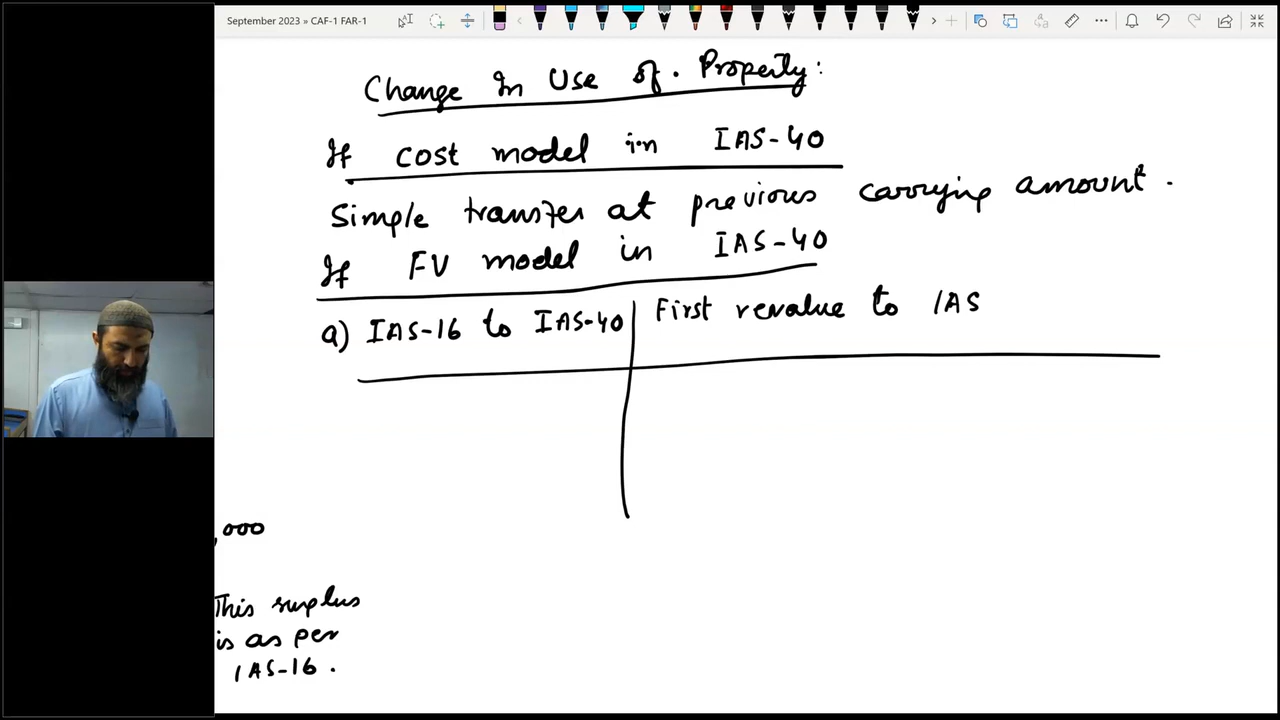 September 2023 » CAF-1 FAR-1
Change In Use of. Property:
If cost model in IAS-40
Simple transfer at previous carrying amount.
If FV model in IAS-40
a) IAS-16 to IAS-40 First revalue to IAS
,000
This surplus
is as per
IAS-16.